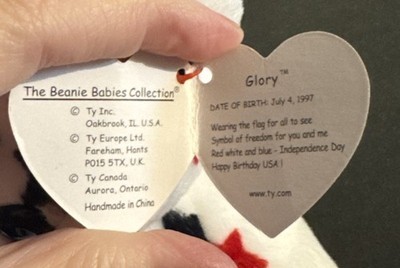 The Beanie Babies Collection®
© Ty Inc.
Oakbrook, IL. U.S.A.
© Ty Europe Ltd.
Fareham, Hants
PO15 5TX, U.K.
© Ty Canada
Aurora, Ontario
Handmade in China
Glory™
DATE OF BIRTH: July 4, 1997
Wearing the flag for all to see
Symbol of freedom for you and me
Red white and blue - Independence Day
Happy Birthday USA !
www.ty.com